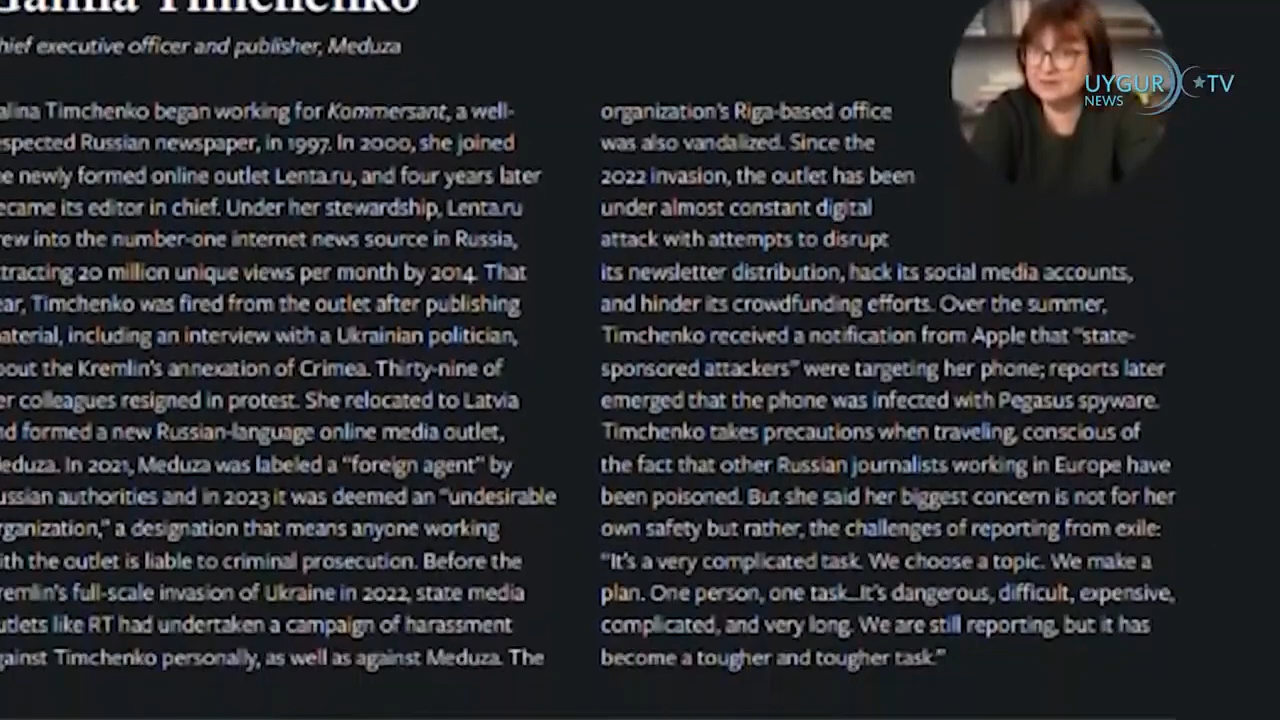 Galina Timchenko
hief executive officer and publisher, Meduza
alina Timchenko began working for Kommersant, a well-
espected Russian newspaper, in 1997. In 2000, she joined
e newly formed online outlet Lenta.ru, and four years later
ecame its editor in chief. Under her stewardship, Lenta.ru
rew into the number-one internet news source in Russia,
ttracting 20 million unique views per month by 2014. That
ear, Timchenko was fired from the outlet after publishing
aterial, including an interview with a Ukrainian politician,
bout the Kremlin's annexation of Crimea. Thirty-nine of
er colleagues resigned in protest. She relocated to Latvia
nd formed a new Russian-language online media outlet,
eduza. In 2021, Meduza was labeled a "foreign agent" by
ussian authorities and in 2023 it was deemed an "undesirable
rganization," a designation that means anyone working
ith the outlet is liable to criminal prosecution. Before the
remlin's full-scale invasion of Ukraine in 2022, state media
utlets like RT had undertaken a campaign of harassment
gainst Timchenko personally, as well as against Meduza. The
organization's Riga-based office
was also vandalized. Since the
2022 invasion, the outlet has been
under almost constant digital
attack with attempts to disrupt
its newsletter distribution, hack its social media accounts,
and hinder its crowdfunding efforts. Over the summer,
Timchenko received a notification from Apple that "state-
sponsored attackers" were targeting her phone; reports later
emerged that the phone was infected with Pegasus spyware.
Timchenko takes precautions when traveling, conscious of
the fact that other Russian journalists working in Europe have
been poisoned. But she said her biggest concern is not for her
own safety but rather, the challenges of reporting from exile:
"It's a very complicated task. We choose a topic. We make a
plan. One person, one task...It's dangerous, difficult, expensive,
complicated, and very long. We are still reporting, but it has
become a tougher and tougher task."
UYGUR TV
NEWS